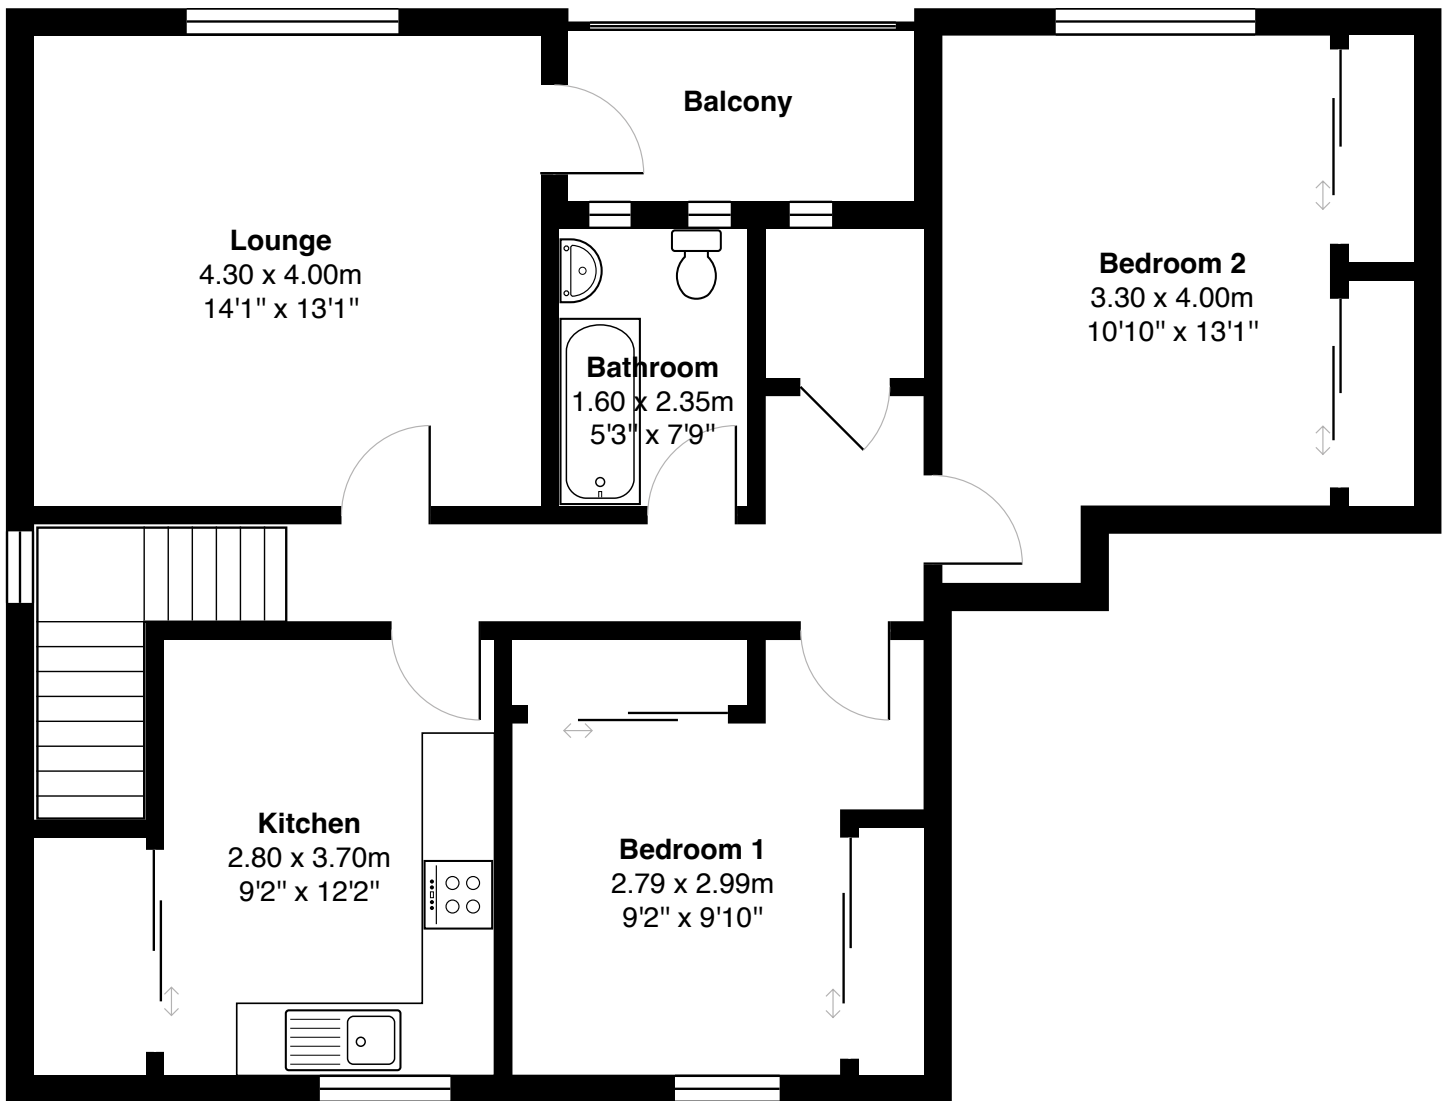 Balcony
Lounge
4.30 x 4.00m
14'1" x 13'1"
Bedroom 2
3.30 x 4.00m
10'10" x 13'1"
Bathroom
1.60 x 2.35m
5'3" x 7'9"
Kitchen
2.80 x 3.70m
9'2" x 12'2"
Bedroom 1
2.79 x 2.99m
9'2" x 9'10"